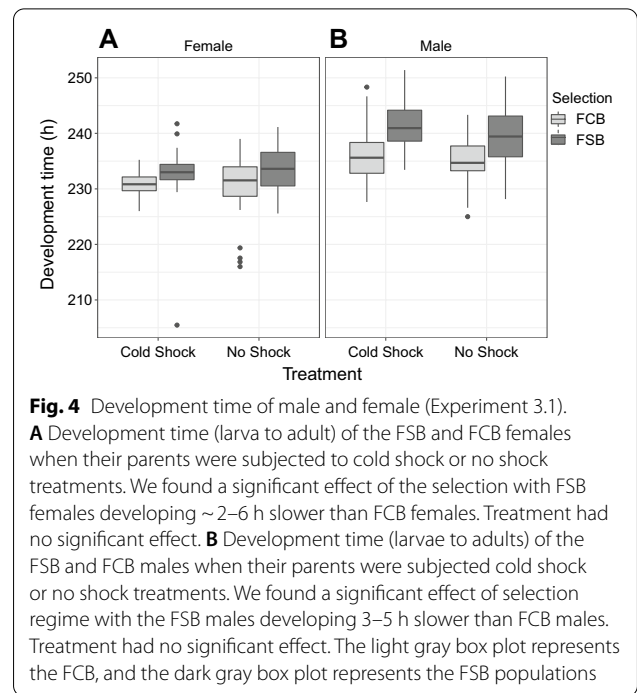 A Female B Male
250
240
230
220
210
Development time (h)
Selection
FCB
FSB
Cold Shock No Shock Cold Shock No Shock
Treatment
Fig. 4 Development time of male and female (Experiment 3.1).
A Development time (larva to adult) of the FSB and FCB females
when their parents were subjected to cold shock or no shock
treatments. We found a significant effect of the selection with FSB
females developing ~ 2–6 h slower than FCB females. Treatment had
no significant effect. B Development time (larvae to adults) of the
FSB and FCB males when their parents were subjected cold shock
or no shock treatments. We found a significant effect of selection
regime with the FSB males developing 3–5 h slower than FCB males.
Treatment had no significant effect. The light gray box plot represents
the FCB, and the dark gray box plot represents the FSB populations